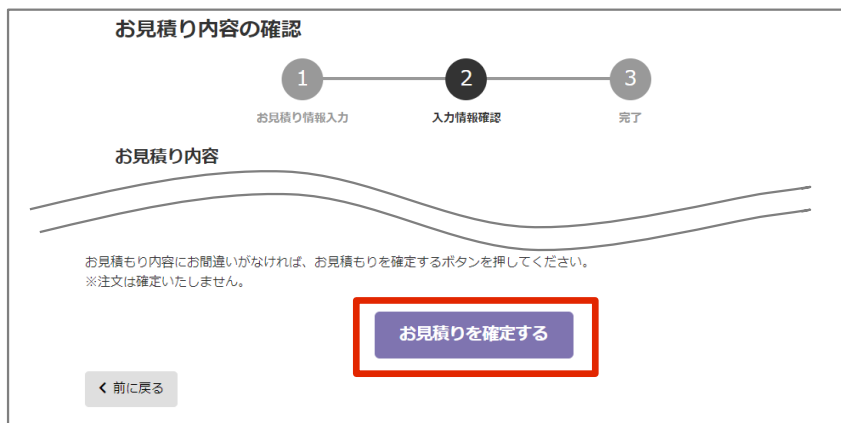 お見積り内容の確認
1
2
3
お見積り情報入力
入力情報確認
完了
お見積り内容
お見積もり内容にお間違いがなければ、お見積もりを確定するボタンを押してください。
※注文は確定いたしません。
お見積りを確定する
前に戻る